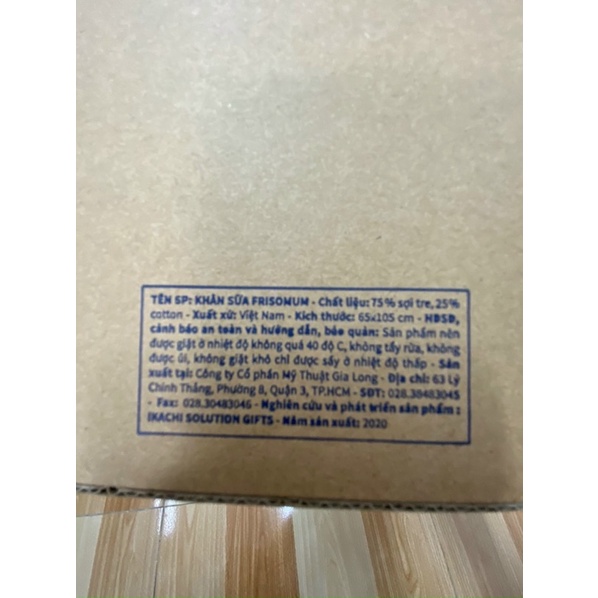 TÊN SP: KHĂN SỮA FRISOMUM - Chất liệu: 75% sợi tre, 25%
cotton - Xuất xứ: Việt Nam - Kích thước: 65x105 cm - HDSD,
cảnh báo an toàn và hướng dẫn, bảo quản: Sản phẩm nên
được giặt ở nhiệt độ không quá 40 độ C, không tẩy rửa, không
được ủi, không giặt khô chỉ được sấy ở nhiệt độ thấp - Sản
xuất tại: Công ty Cổ phần Mỹ Thuật Gia Long - Địa chỉ: 63 Lý
Chính Thắng, Phường 8, Quận 3, TP.HCM - SĐT: 028.38483045
- Fax: 028.30483046 - Nghiên cứu và phát triển sản phẩm :
IKACHI SOLUTION GIFTS - Năm sản xuất: 2020